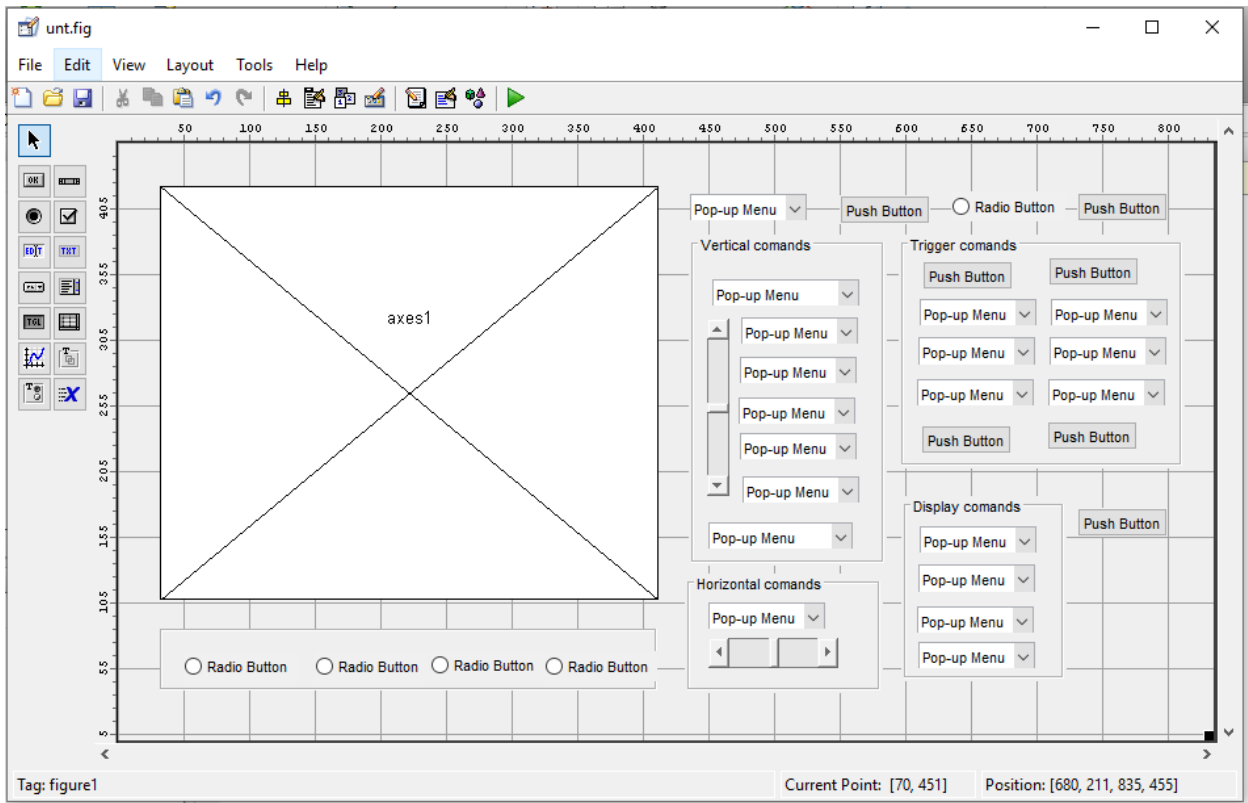 unt.fig
File Edit View Layout Tools Help
50 100 150 200 250 300 350 400 450 500 550 600 650 700 750 800
OK
EDIT TXT
TGL
405
355
305
255
205
155
105
55
5
axes1
Pop-up Menu Push Button Radio Button Push Button
Vertical comands
Pop-up Menu
Pop-up Menu
Pop-up Menu
Pop-up Menu
Pop-up Menu
Pop-up Menu
Pop-up Menu
Trigger comands
Push Button Push Button
Pop-up Menu Pop-up Menu
Pop-up Menu Pop-up Menu
Pop-up Menu Pop-up Menu
Push Button Push Button
Display comands
Pop-up Menu
Pop-up Menu
Pop-up Menu
Pop-up Menu
Push Button
Horizontal comands
Pop-up Menu
Radio Button Radio Button Radio Button Radio Button
Tag: figure1 Current Point: [70, 451] Position: [680, 211, 835, 455]